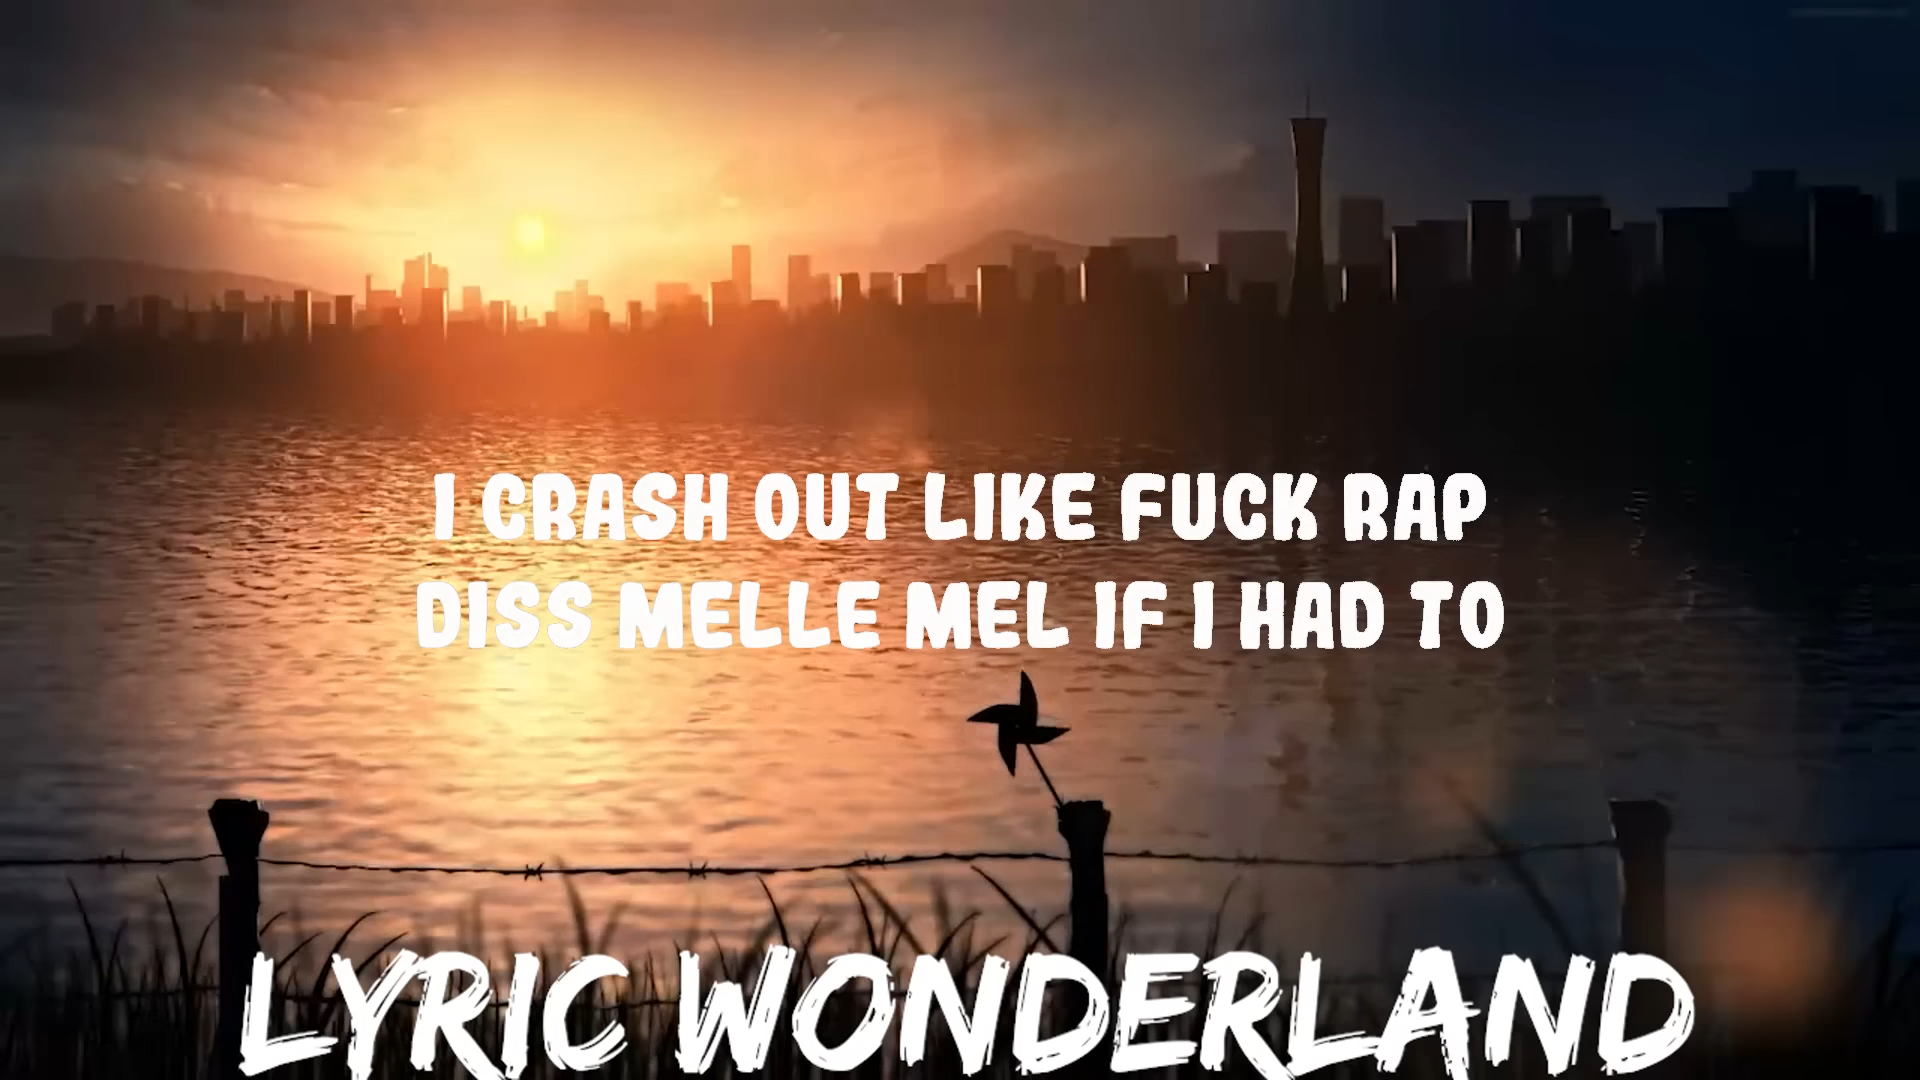 I CRASH OUT LIKE FUCK RAP
DISS MELLE MEL IF I HAD TO
LYRIC WONDERLAND